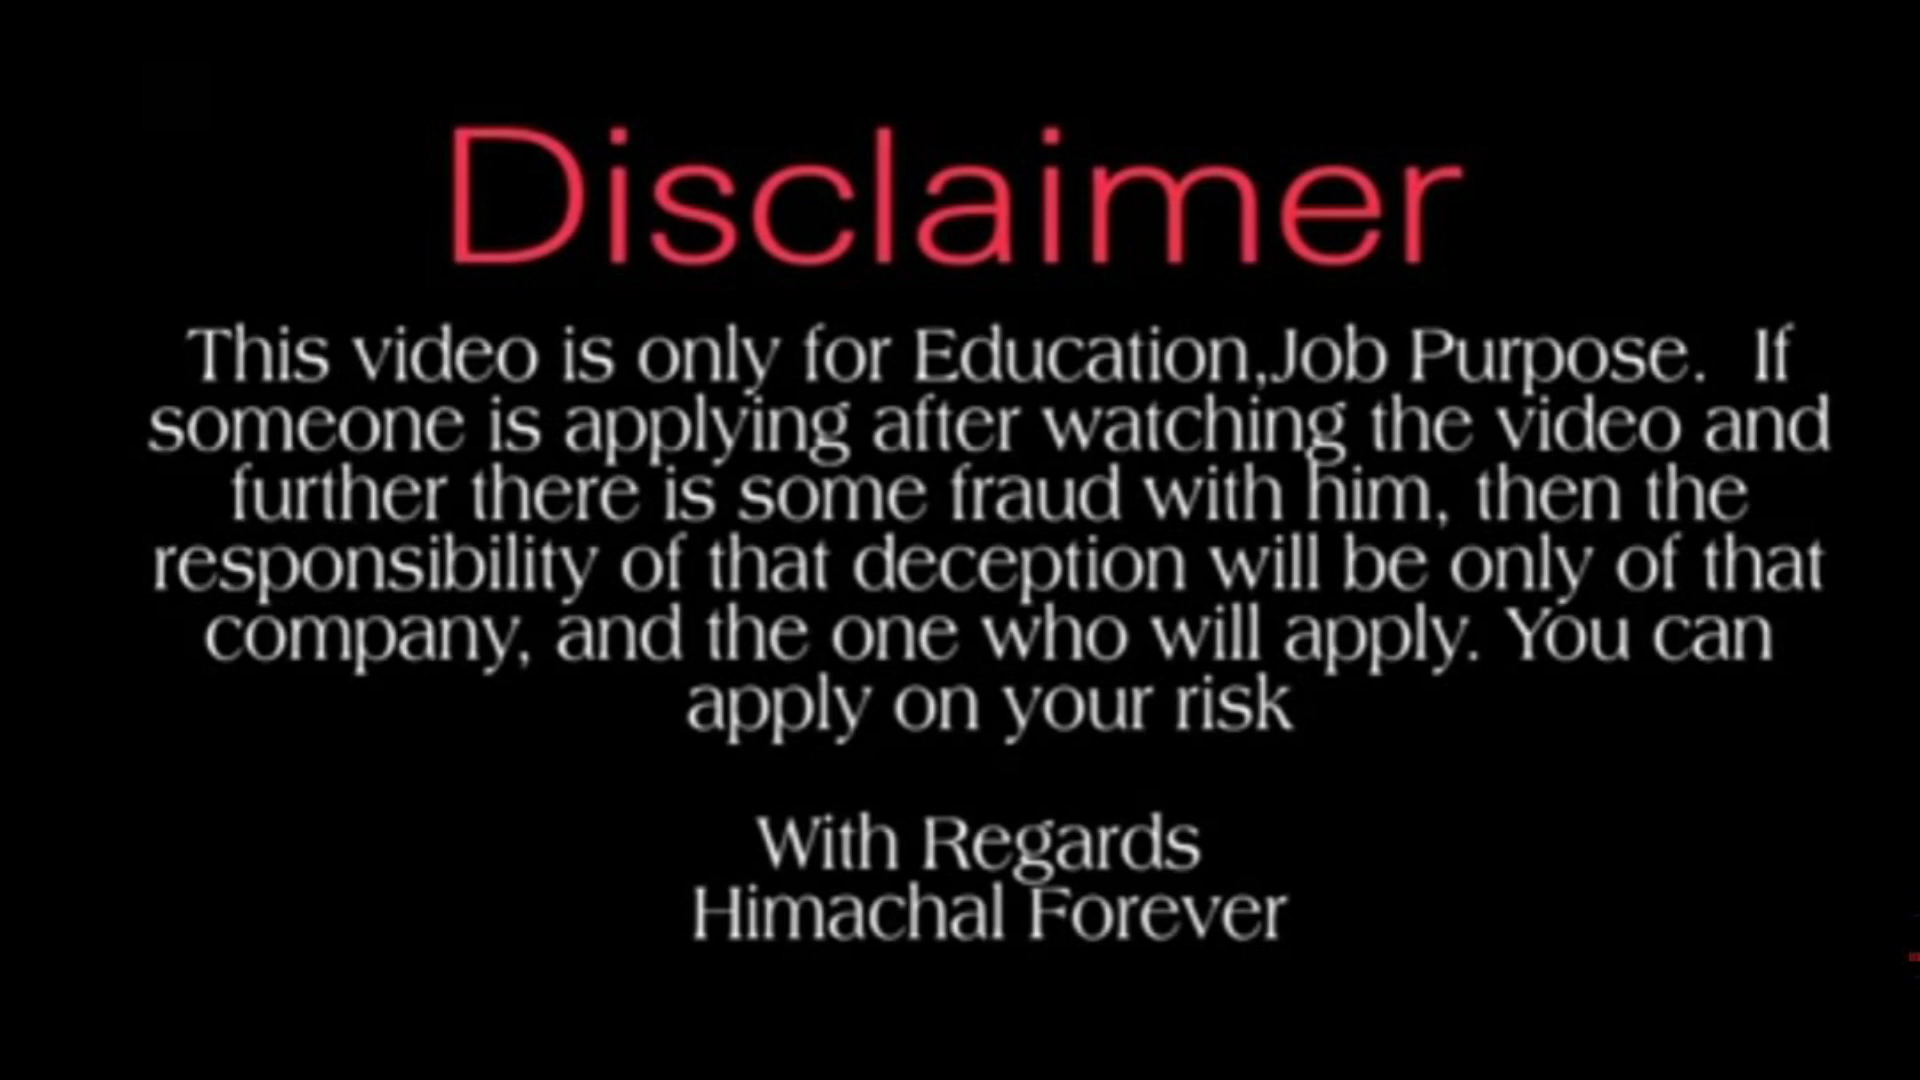 Disclaimer
This video is only for Education,Job Purpose.  If
someone is applying after watching the video and
further there is some fraud with him, then the
responsibility of that deception will be only of that
company, and the one who will apply. You can
apply on your risk
With Regards
Himachal Forever